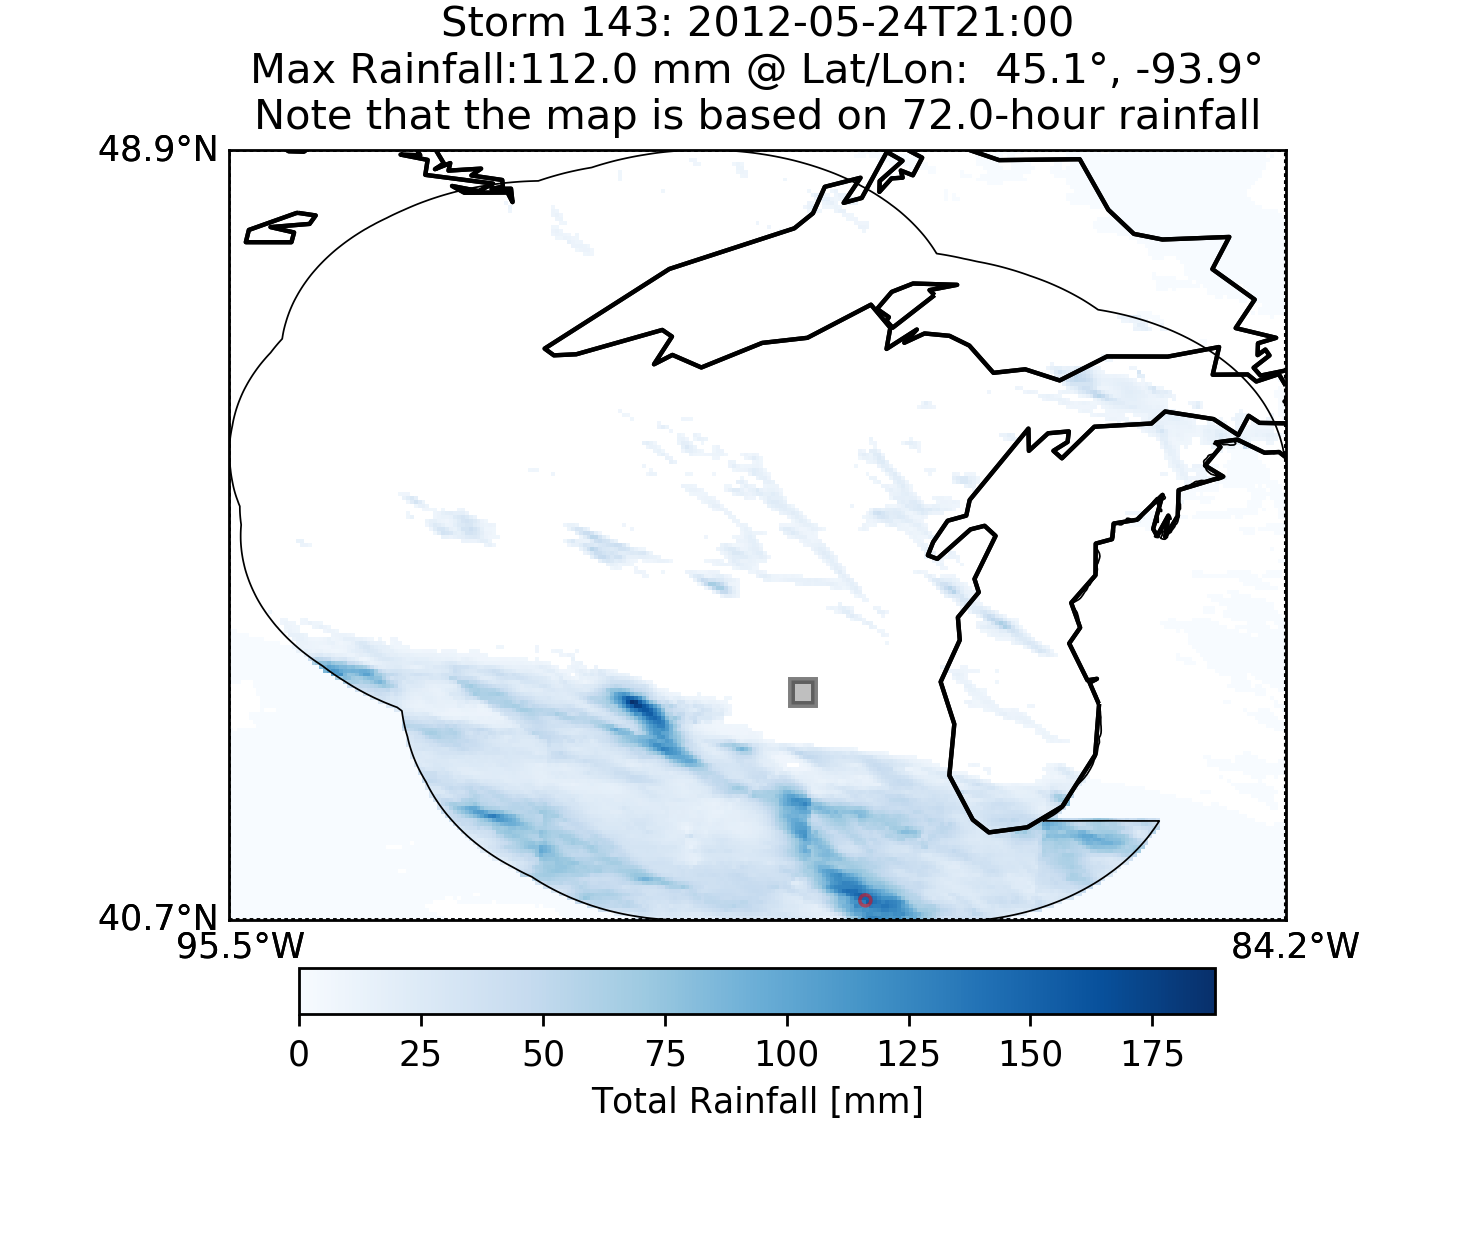 Storm 143: 2012-05-24T21:00
Max Rainfall:112.0 mm @ Lat/Lon:  45.1°, -93.9°
Note that the map is based on 72.0-hour rainfall
48.9°N
40.7°N
95.5°W 84.2°W
0 25 50 75 100 125 150 175
Total Rainfall [mm]